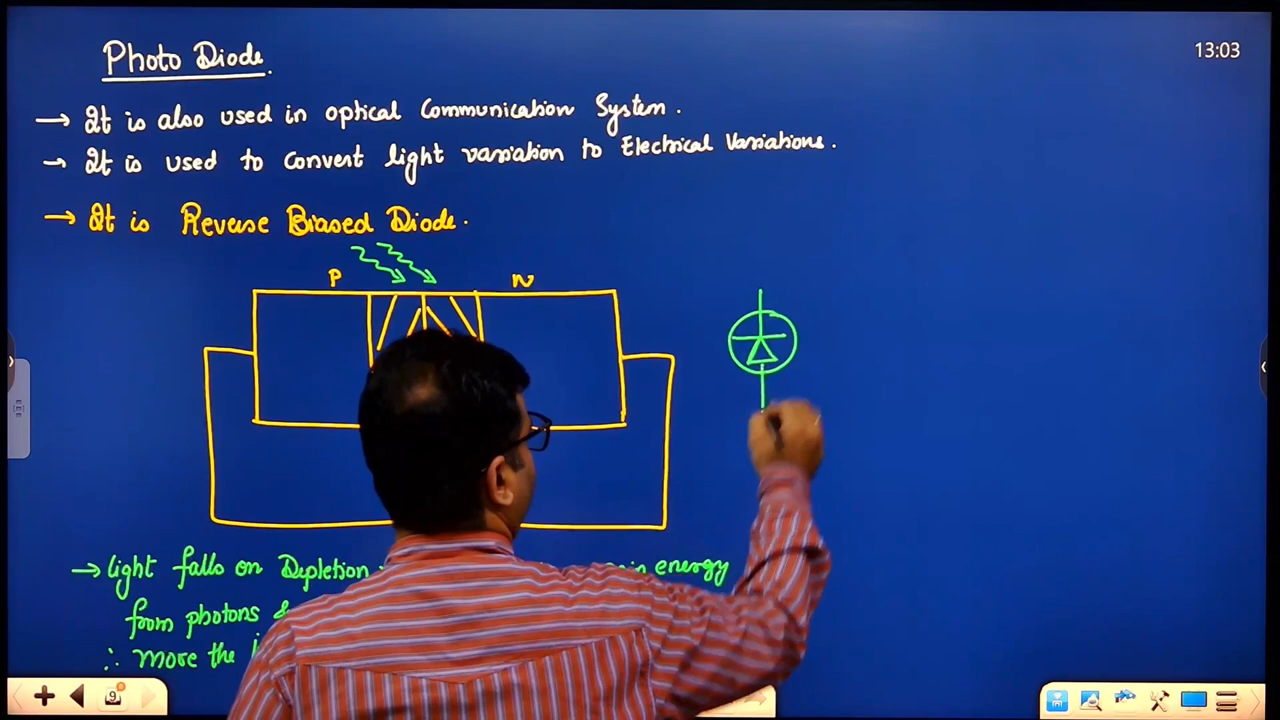 Photo Diode.
13:03
→ It is also used in optical Communication System.
→ It is used to convert light variation to Electrical Variations.
→ It is Reverse Biased Diode.
P
N
→ light falls on Depletion energy
from photons &
∴ More the
9